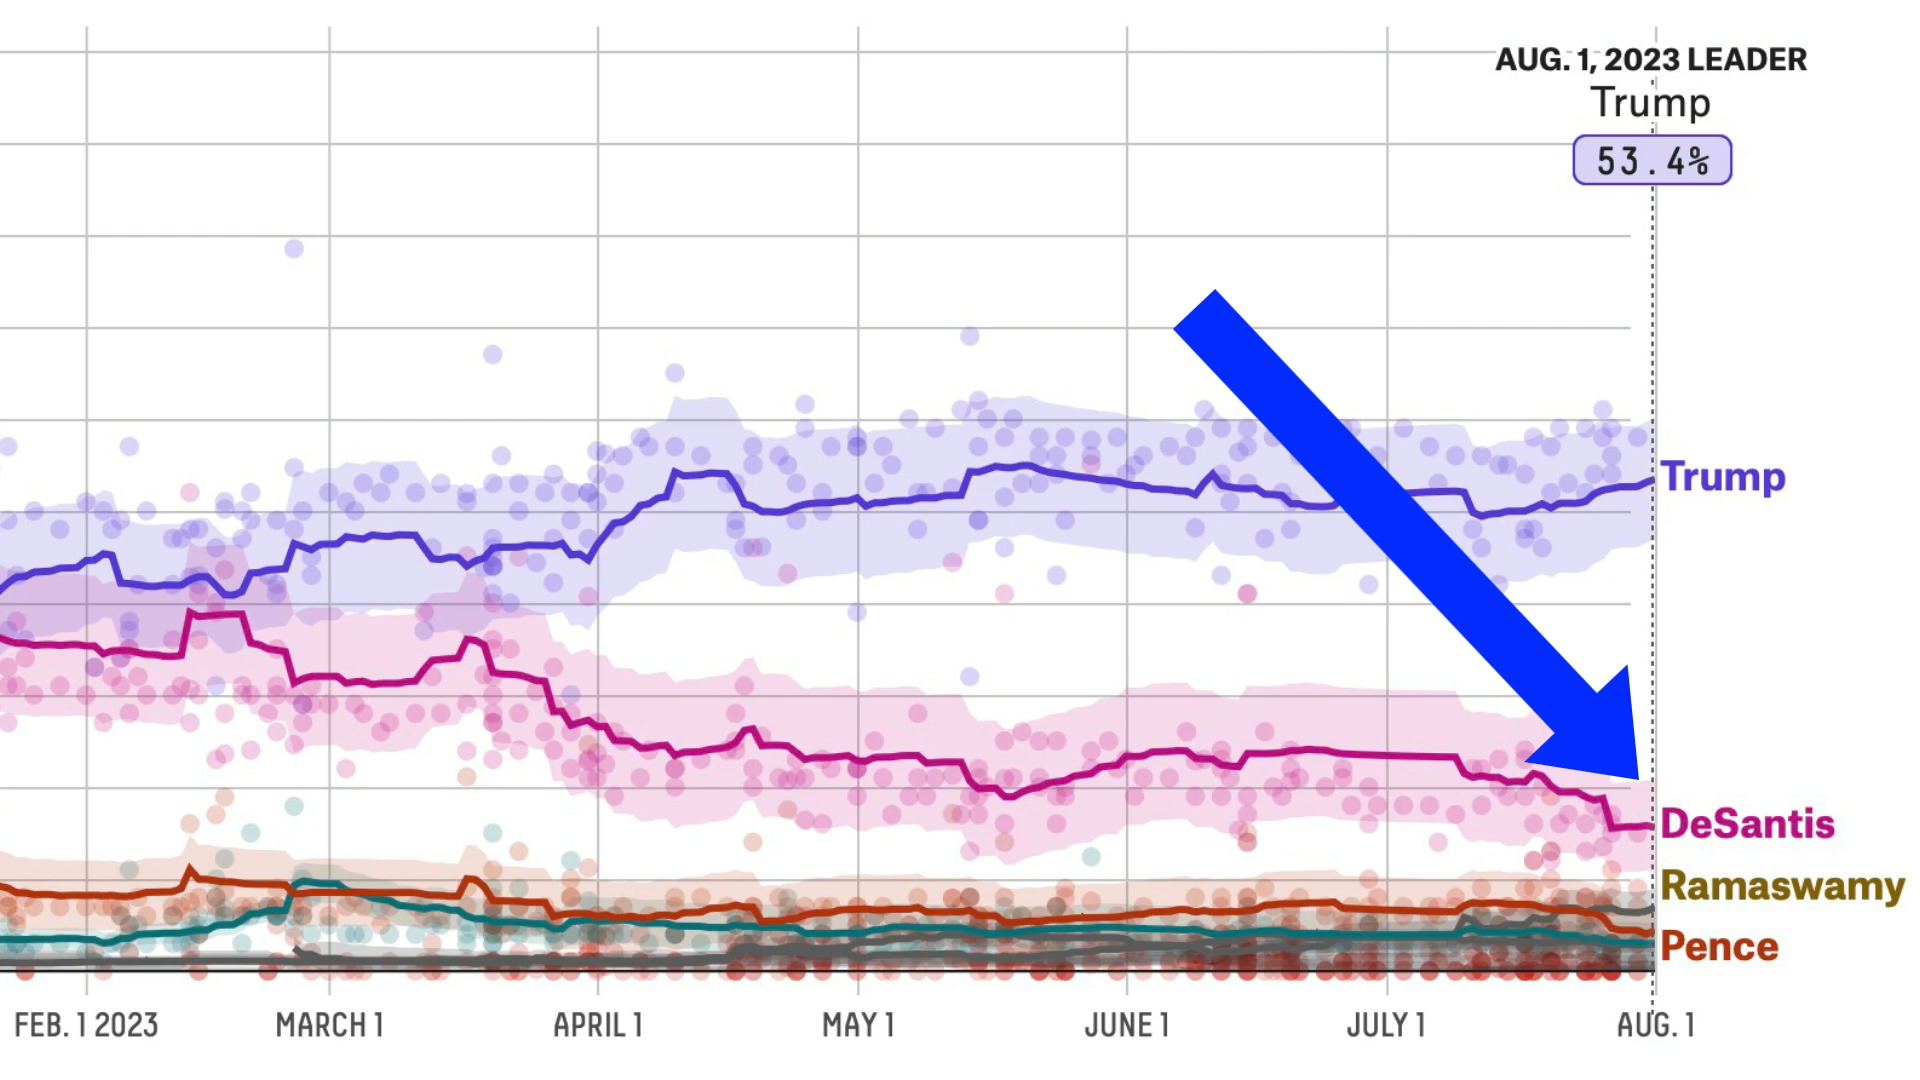 AUG. 1, 2023 LEADER
Trump
53.4%
Trump
DeSantis
Ramaswamy
Pence
FEB. 1 2023 MARCH 1 APRIL 1 MAY 1 JUNE 1 JULY 1 AUG. 1